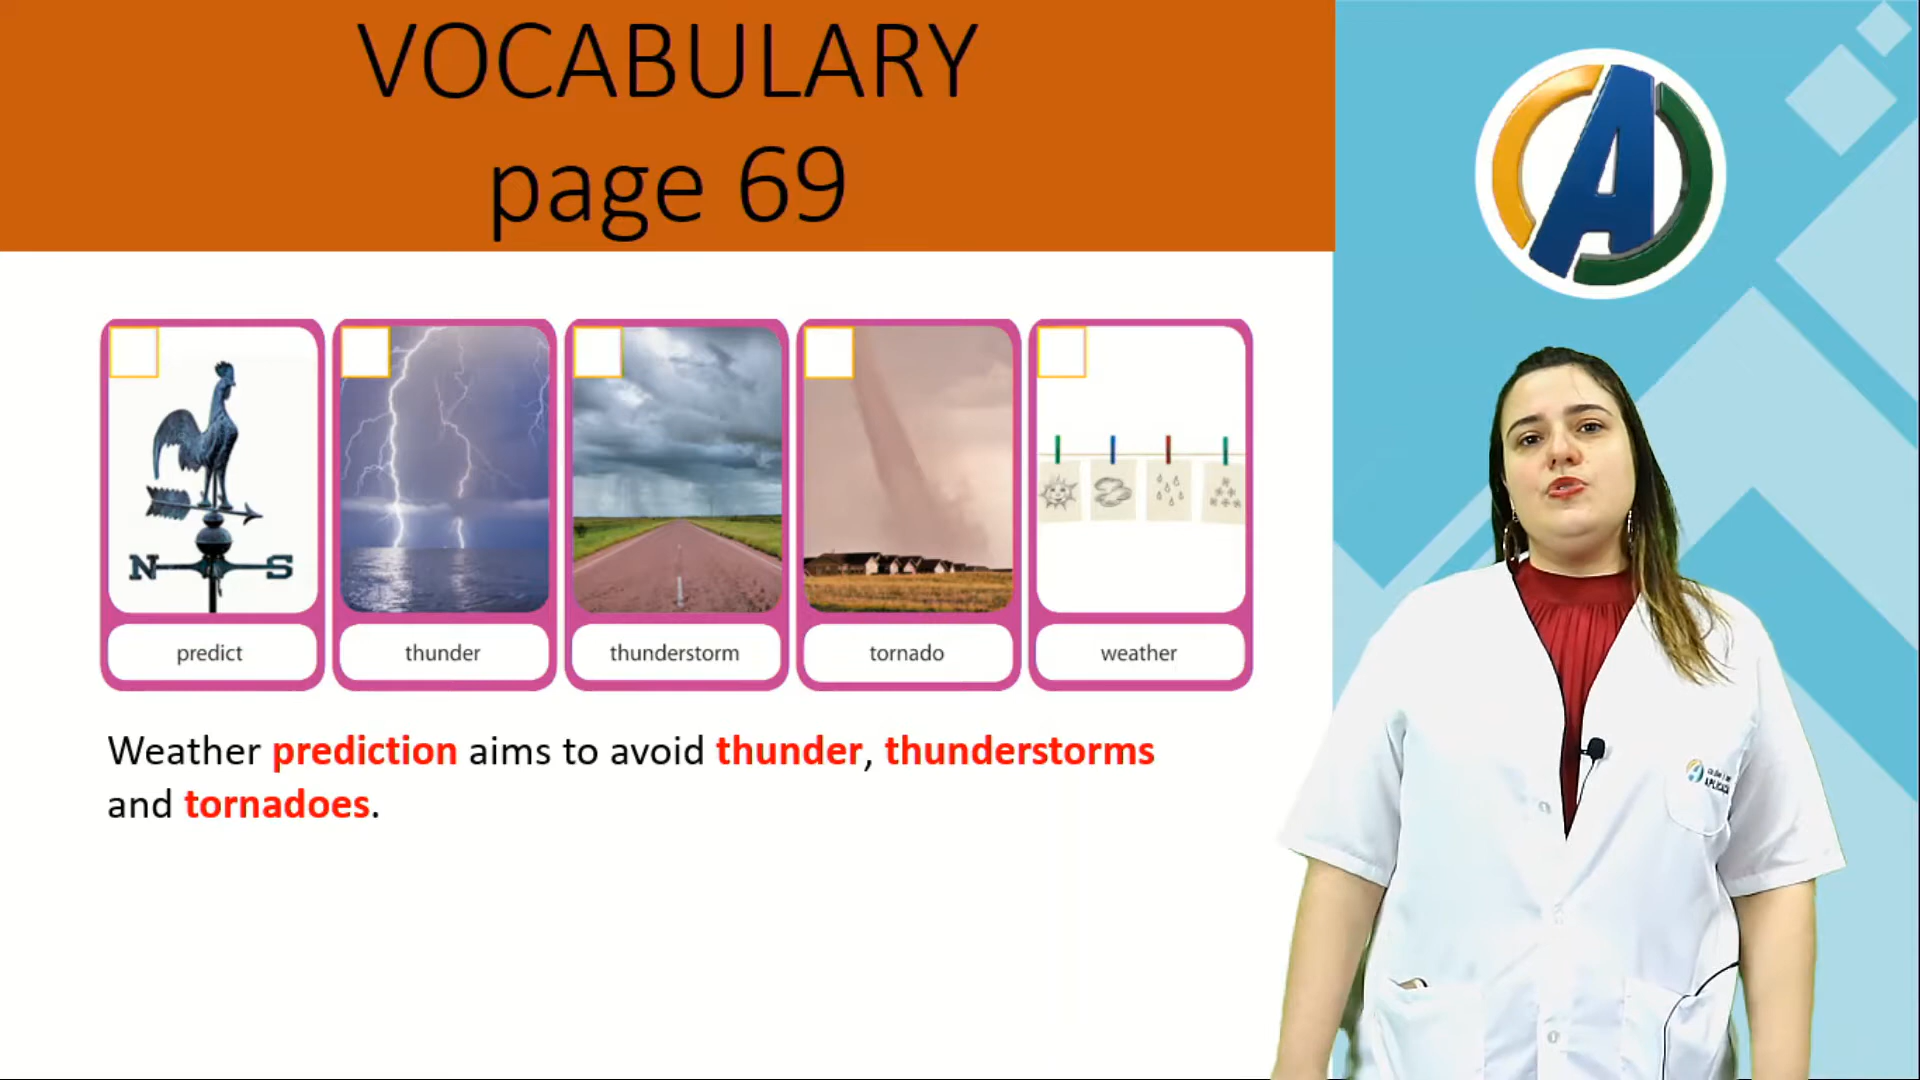 VOCABULARY
page 69
N S
predict
thunder
thunderstorm
tornado
weather
Weather prediction aims to avoid thunder, thunderstorms
and tornadoes.
A